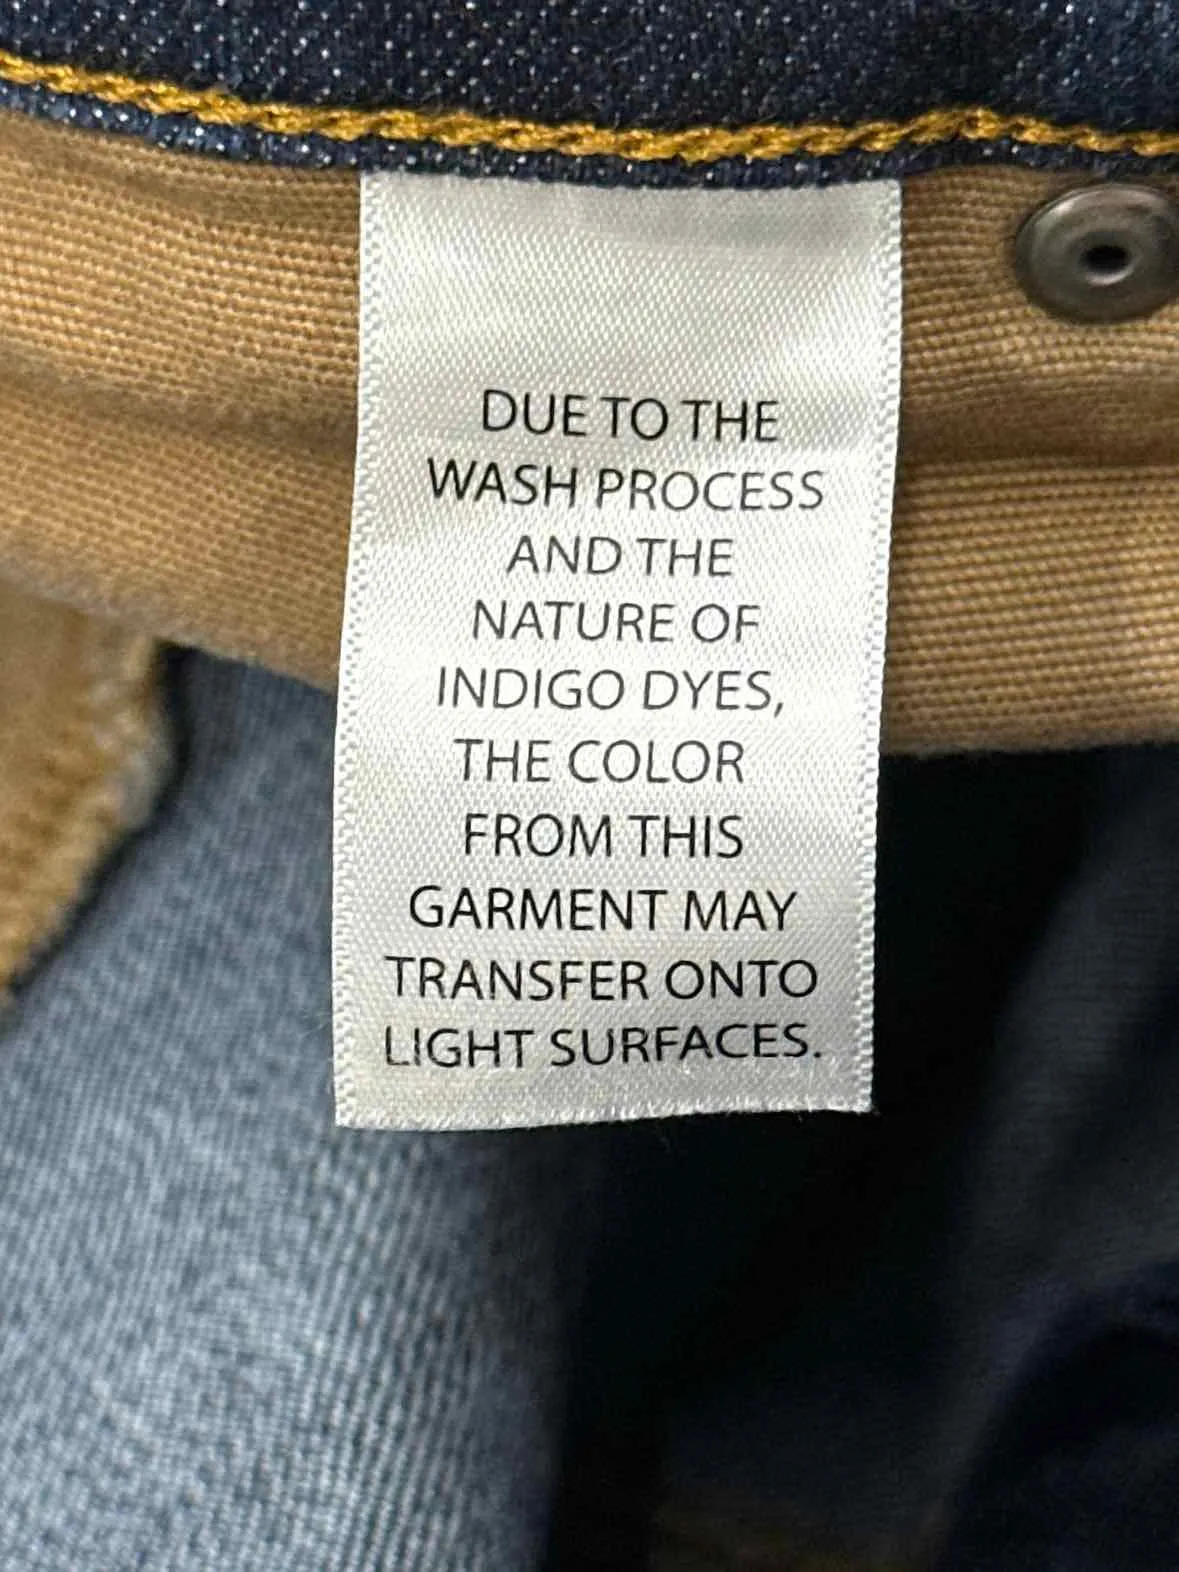 DUE TO THE
WASH PROCESS
AND THE
NATURE OF
INDIGO DYES,
THE COLOR
FROM THIS
GARMENT MAY
TRANSFER ONTO
LIGHT SURFACES.